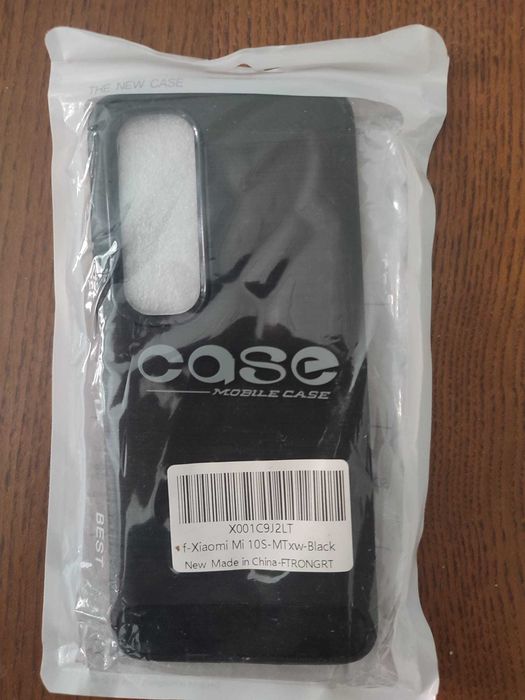 THE NEW CASE
case
MOBILE CASE
X001C9J2LT
f-Xiaomi Mi 10S-MTxw-Black
New Made in China-FTRONGRT
BEST